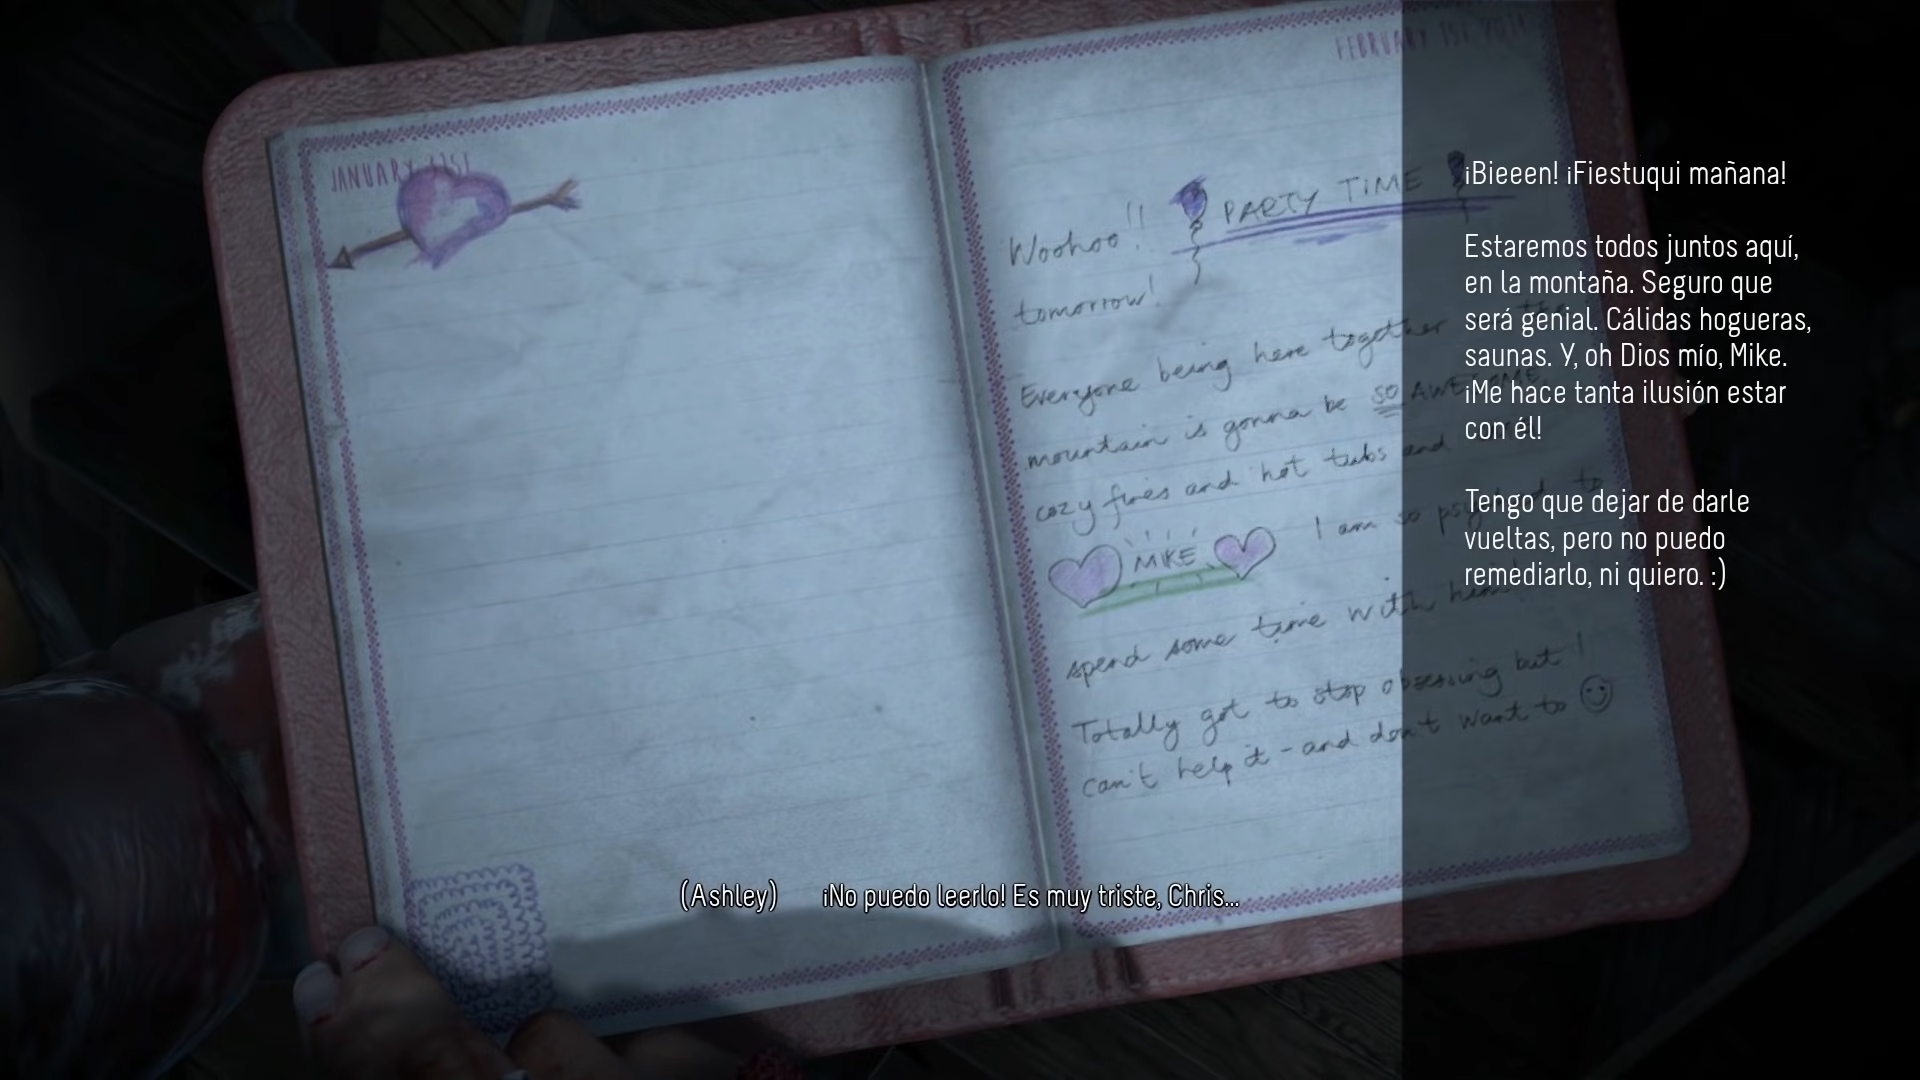 JANUARY 31ST
FEBRUARY 1ST
Woohoo!! PARTY TIME
tomorrow!
Everyone being here together
mountain is gonna be so AWESOME
cozy fires and hot tubs and
MIKE I am so psyched to
spend some time with him!
Totally got to stop obsessing but I
can't help it - and don't want to
¡Bieeen! ¡Fiestuqui mañana!
Estaremos todos juntos aquí,
en la montaña. Seguro que
será genial. Cálidas hogueras,
saunas. Y, oh Dios mío, Mike.
¡Me hace tanta ilusión estar
con él!
Tengo que dejar de darle
vueltas, pero no puedo
remediarlo, ni quiero. :)
(Ashley) ¡No puedo leerlo! Es muy triste, Chris...